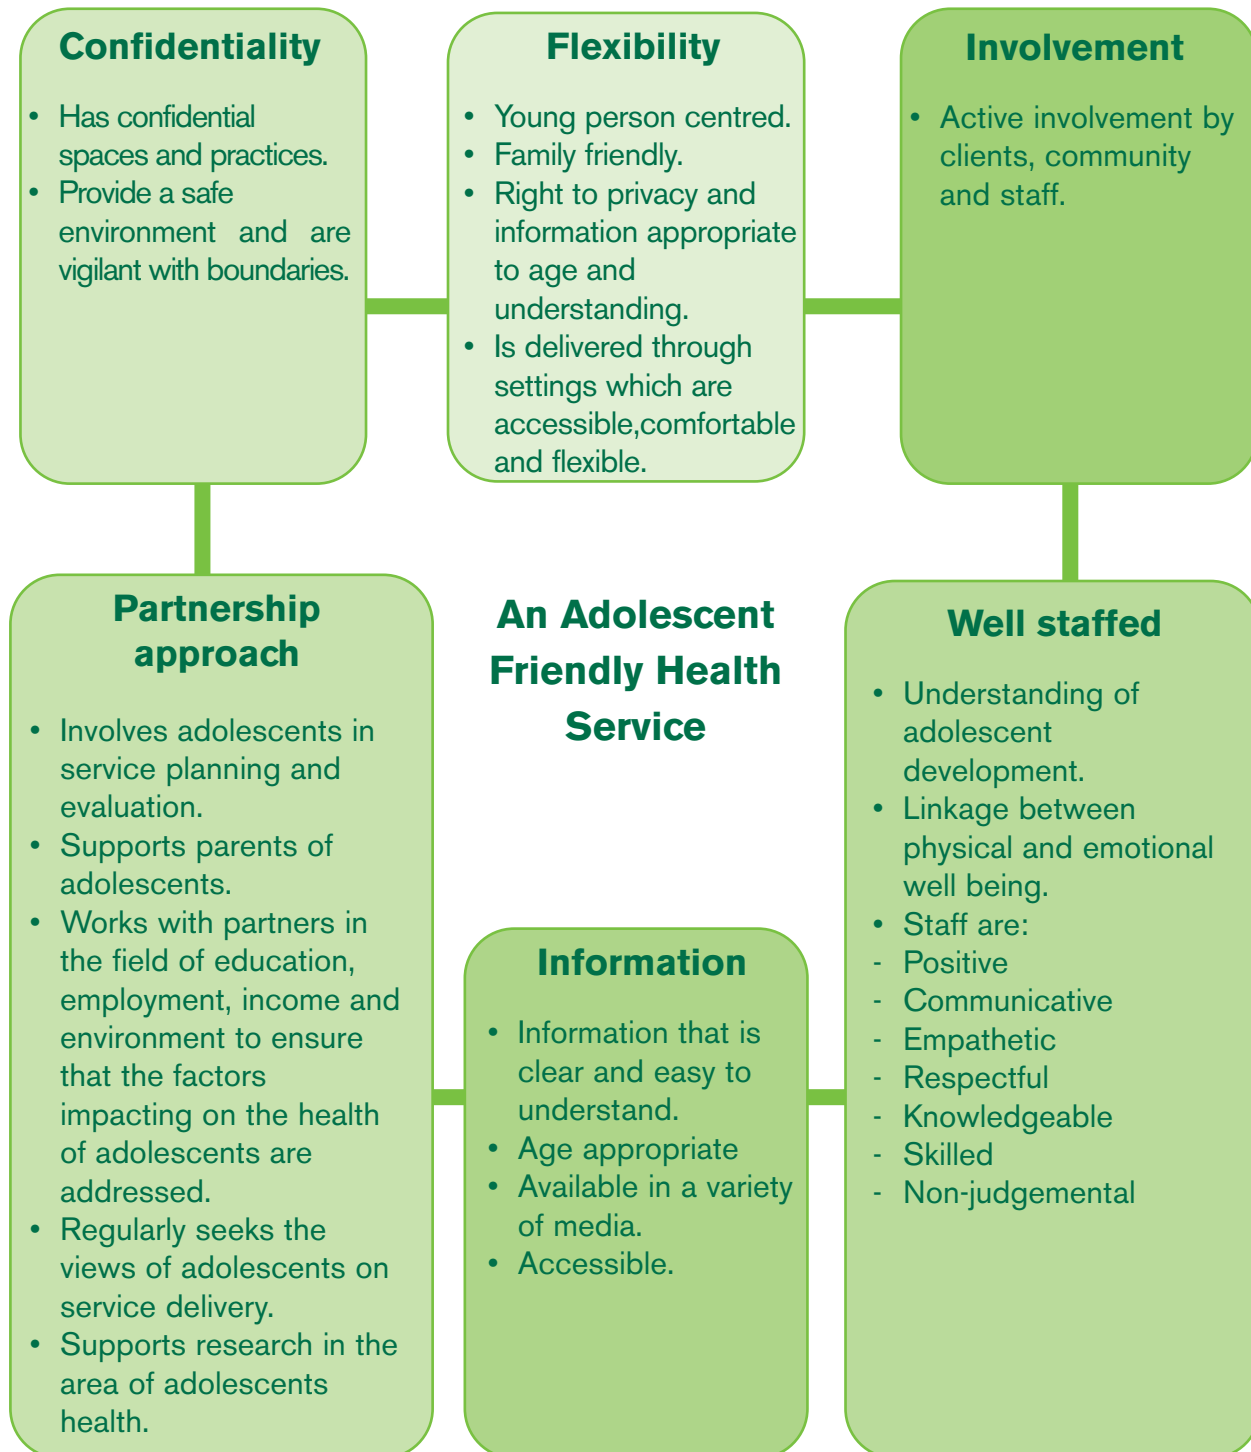 Confidentiality
• Has confidential
spaces and practices.
• Provide a safe
environment and are
vigilant with boundaries.
Flexibility
• Young person centred.
• Family friendly.
• Right to privacy and
information appropriate
to age and
understanding.
• Is delivered through
settings which are
accessible,comfortable
and flexible.
Involvement
• Active involvement by
clients, community
and staff.
Partnership
approach
• Involves adolescents in
service planning and
evaluation.
• Supports parents of
adolescents.
• Works with partners in
the field of education,
employment, income and
environment to ensure
that the factors
impacting on the health
of adolescents are
addressed.
• Regularly seeks the
views of adolescents on
service delivery.
• Supports research in the
area of adolescents
health.
An Adolescent
Friendly Health
Service
Information
• Information that is
clear and easy to
understand.
• Age appropriate
• Available in a variety
of media.
• Accessible.
Well staffed
• Understanding of
adolescent
development.
• Linkage between
physical and emotional
well being.
• Staff are:
- Positive
- Communicative
- Empathetic
- Respectful
- Knowledgeable
- Skilled
- Non-judgemental